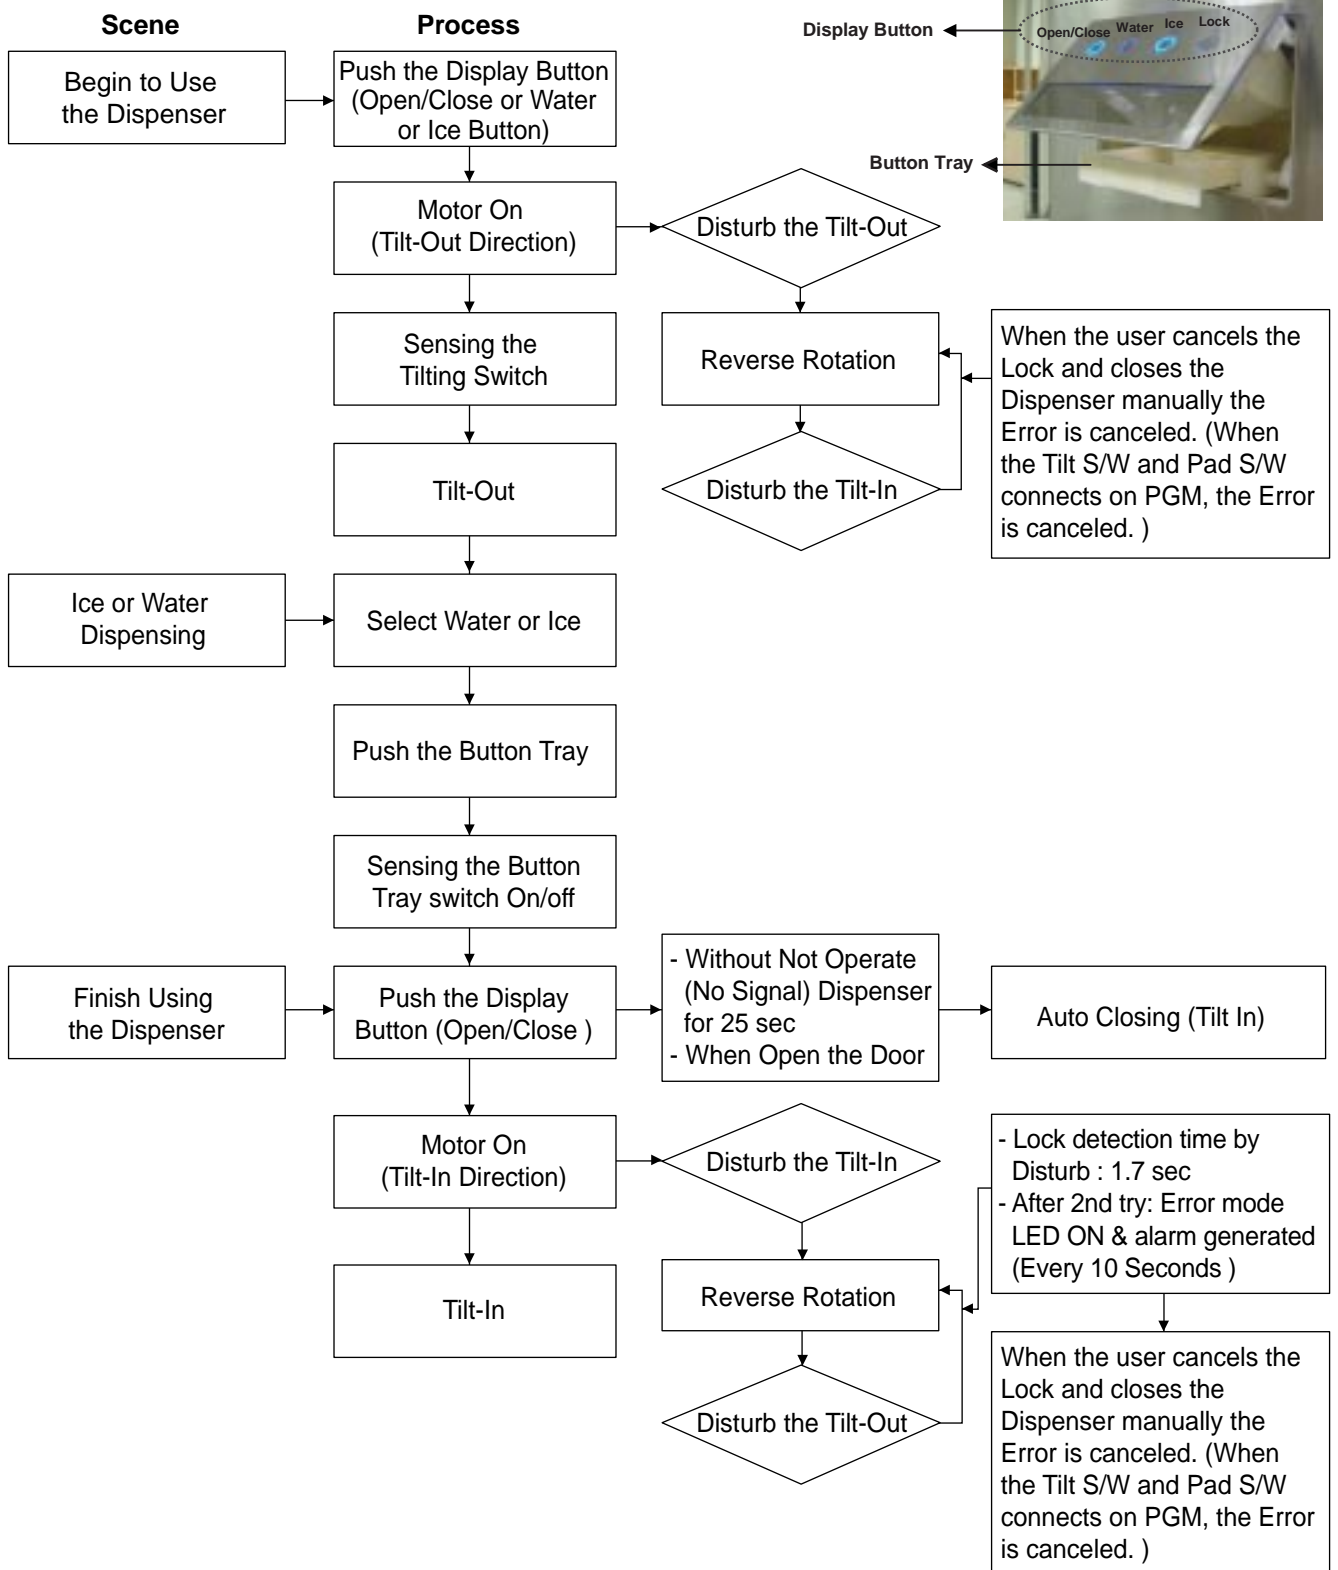 Scene
Process
Display Button
Open/Close Water Ice Lock
Button Tray
Begin to Use
the Dispenser
Push the Display Button
(Open/Close or Water
or Ice Button)
Motor On
(Tilt-Out Direction)
Disturb the Tilt-Out
Sensing the
Tilting Switch
Reverse Rotation
When the user cancels the
Lock and closes the
Dispenser manually the
Error is canceled. (When
the Tilt S/W and Pad S/W
connects on PGM, the Error
is canceled. )
Tilt-Out
Disturb the Tilt-In
Ice or Water
Dispensing
Select Water or Ice
Push the Button Tray
Sensing the Button
Tray switch On/off
Finish Using
the Dispenser
Push the Display
Button (Open/Close )
- Without Not Operate
(No Signal) Dispenser
for 25 sec
- When Open the Door
Auto Closing (Tilt In)
Motor On
(Tilt-In Direction)
Disturb the Tilt-In
- Lock detection time by
Disturb : 1.7 sec
- After 2nd try: Error mode
LED ON & alarm generated
(Every 10 Seconds )
Tilt-In
Reverse Rotation
Disturb the Tilt-Out
When the user cancels the
Lock and closes the
Dispenser manually the
Error is canceled. (When
the Tilt S/W and Pad S/W
connects on PGM, the Error
is canceled. )